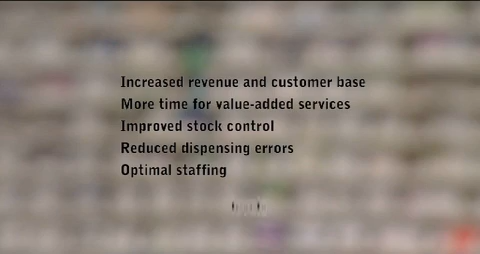 Increased revenue and customer base
More time for value-added services
Improved stock control
Reduced dispensing errors
Optimal staffing